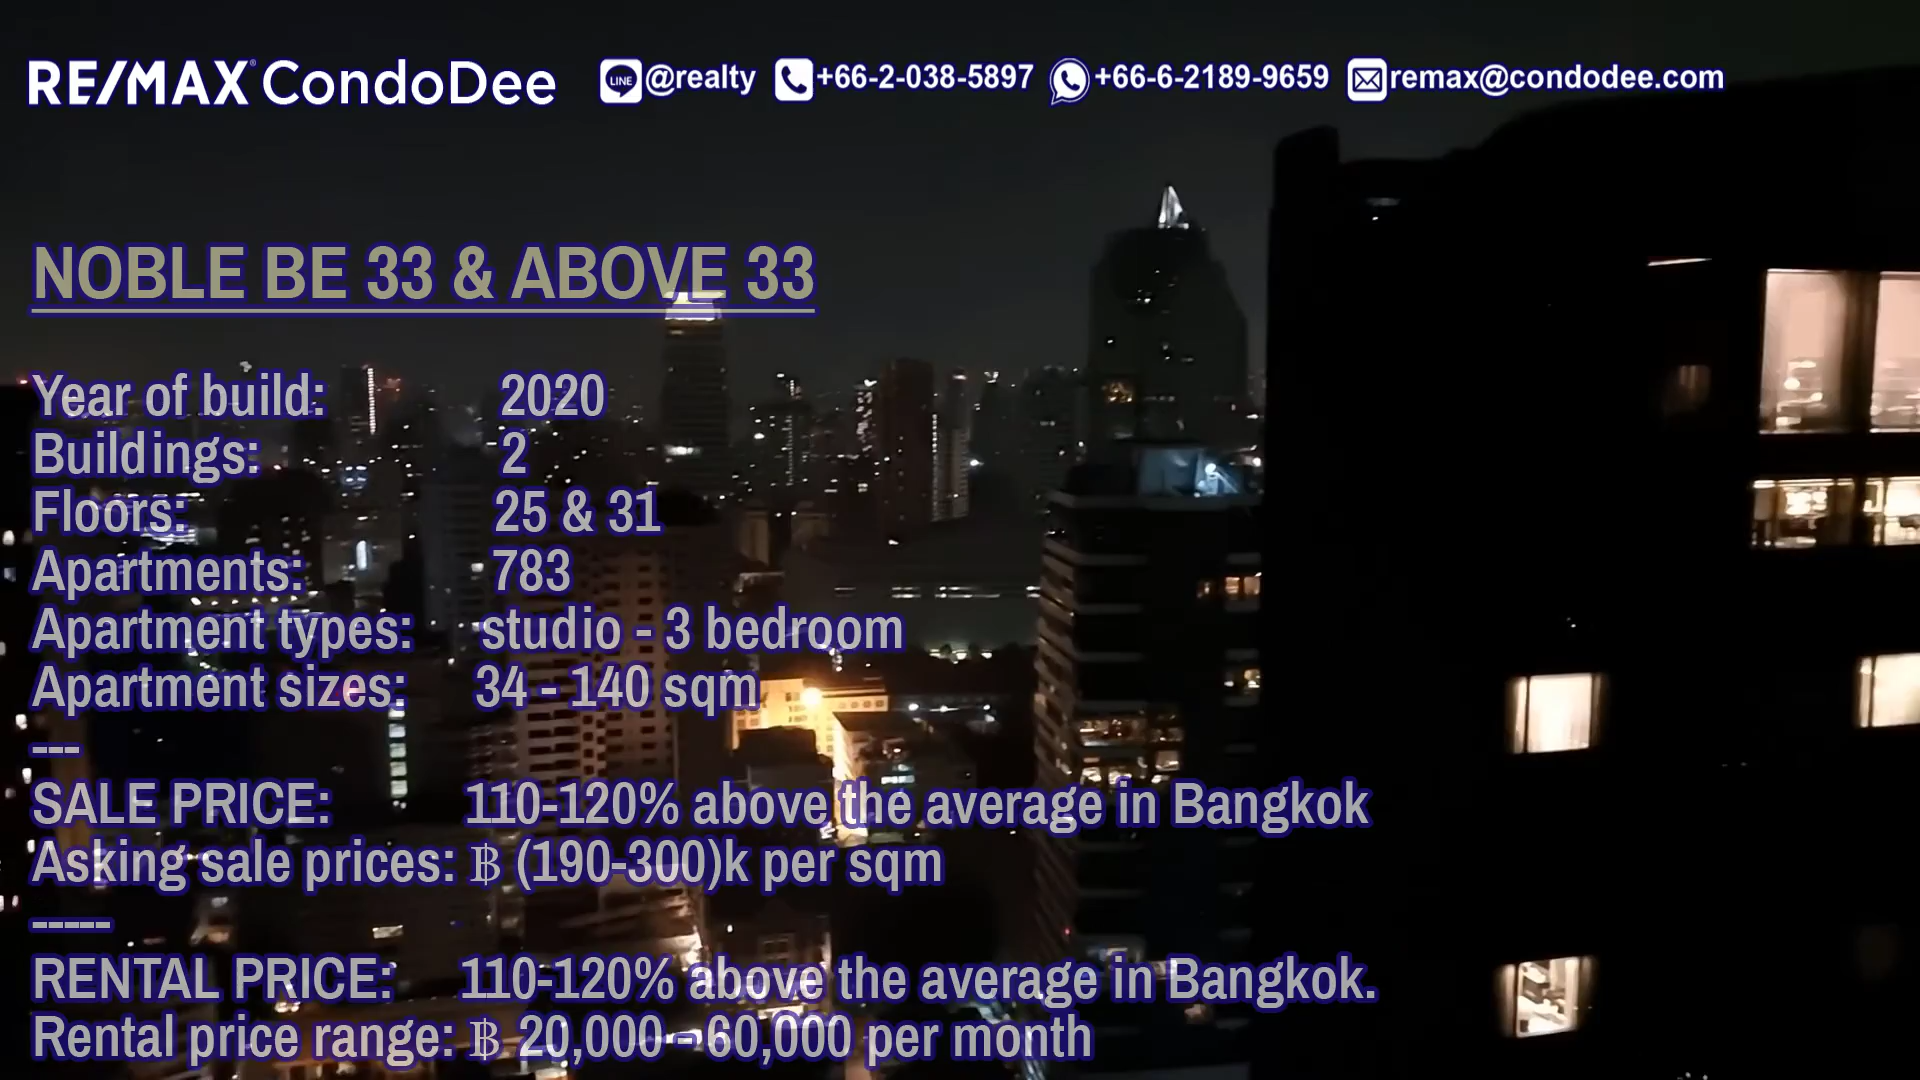 RE/MAX CondoDee LINE @realty +66-2-038-5897 +66-6-2189-9659 remax@condodee.com
NOBLE BE 33 & ABOVE 33
Year of build: 2020
Buildings: 2
Floors: 25 & 31
Apartments: 783
Apartment types: studio - 3 bedroom
Apartment sizes: 34 - 140 sqm
---
SALE PRICE: 110-120% above the average in Bangkok
Asking sale prices: ฿ (190-300)k per sqm
-----
RENTAL PRICE: 110-120% above the average in Bangkok.
Rental price range: ฿ 20,000 - 60,000 per month